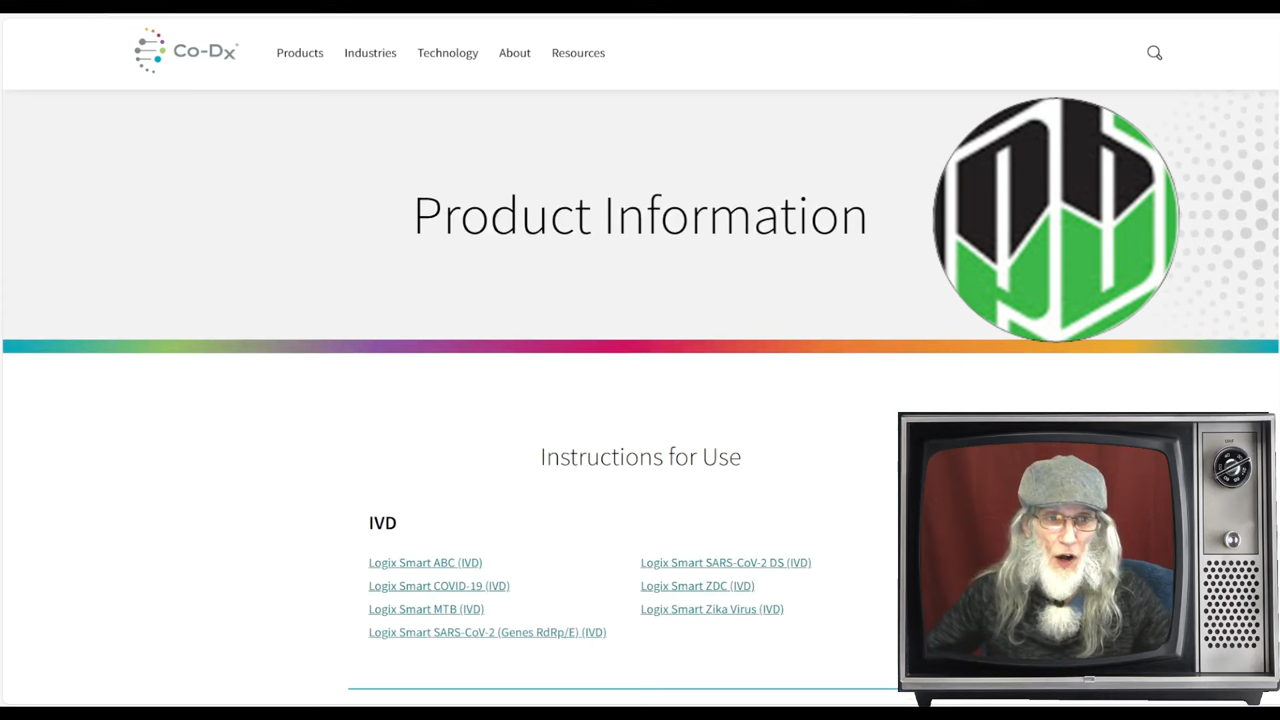 Co-Dx
Products Industries Technology About Resources
Product Information
Instructions for Use
IVD
Logix Smart ABC (IVD)
Logix Smart COVID-19 (IVD)
Logix Smart MTB (IVD)
Logix Smart SARS-CoV-2 (Genes RdRp/E) (IVD)
Logix Smart SARS-CoV-2 DS (IVD)
Logix Smart ZDC (IVD)
Logix Smart Zika Virus (IVD)